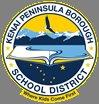 KENAI PENINSULA BOROUGH
SCHOOL DISTRICT
Where Kids Come First